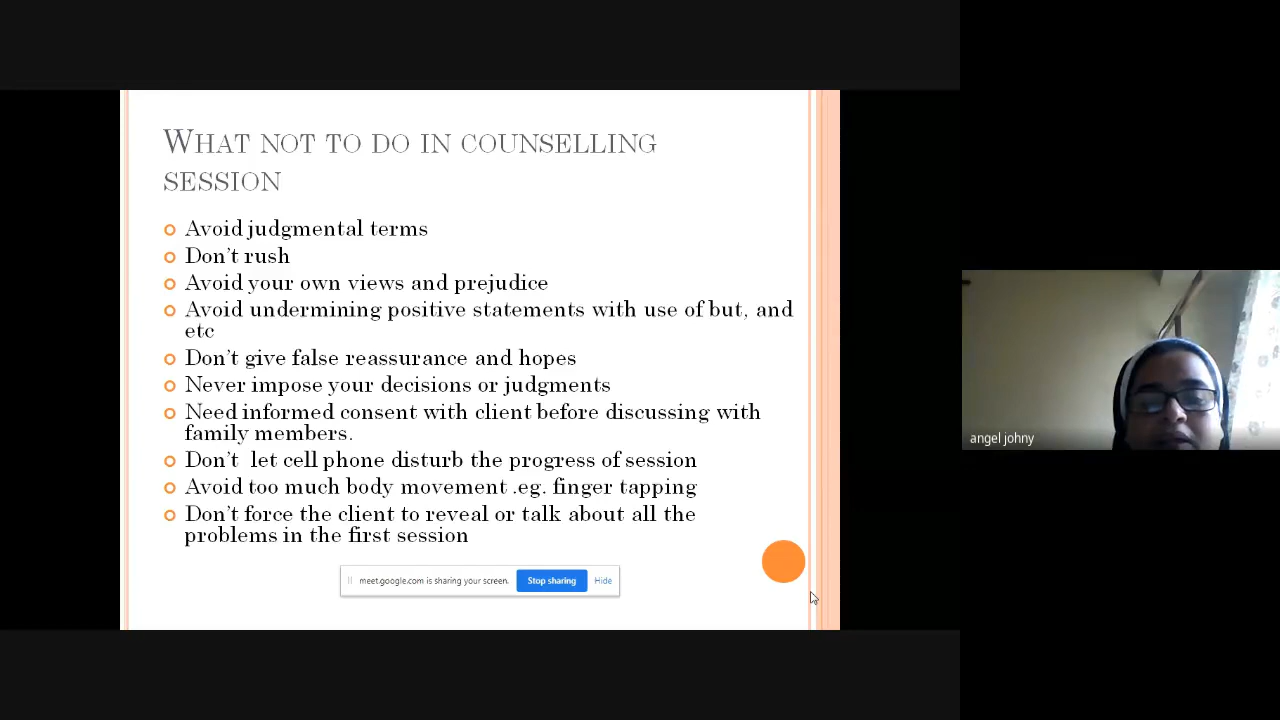 WHAT NOT TO DO IN COUNSELLING
SESSION
Avoid judgmental terms
Don't rush
Avoid your own views and prejudice
Avoid undermining positive statements with use of but, and
etc
Don't give false reassurance and hopes
Never impose your decisions or judgments
Need informed consent with client before discussing with
family members.
Don't let cell phone disturb the progress of session
Avoid too much body movement .eg. finger tapping
Don't force the client to reveal or talk about all the
problems in the first session
meet.google.com is sharing your screen. Stop sharing Hide
angel johny